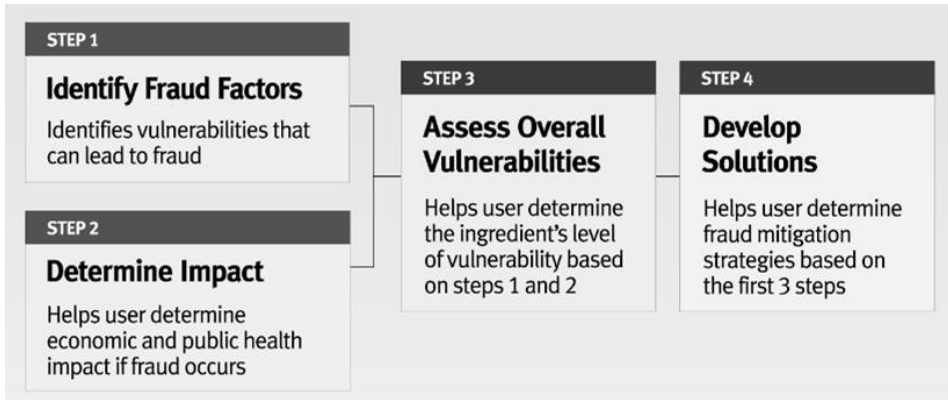 STEP 1
Identify Fraud Factors
Identifies vulnerabilities that
can lead to fraud
STEP 2
Determine Impact
Helps user determine
economic and public health
impact if fraud occurs
STEP 3
Assess Overall
Vulnerabilities
Helps user determine
the ingredient's level
of vulnerability based
on steps 1 and 2
STEP 4
Develop
Solutions
Helps user determine
fraud mitigation
strategies based on
the first 3 steps